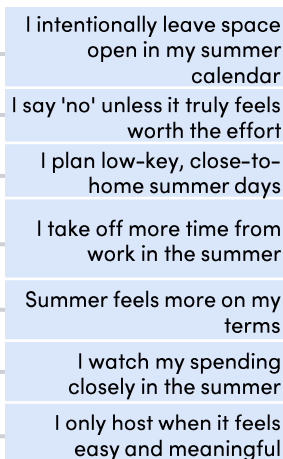 I intentionally leave space
open in my summer
calendar
I say 'no' unless it truly feels
worth the effort
I plan low-key, close-to-
home summer days
I take off more time from
work in the summer
Summer feels more on my
terms
I watch my spending
closely in the summer
I only host when it feels
easy and meaningful